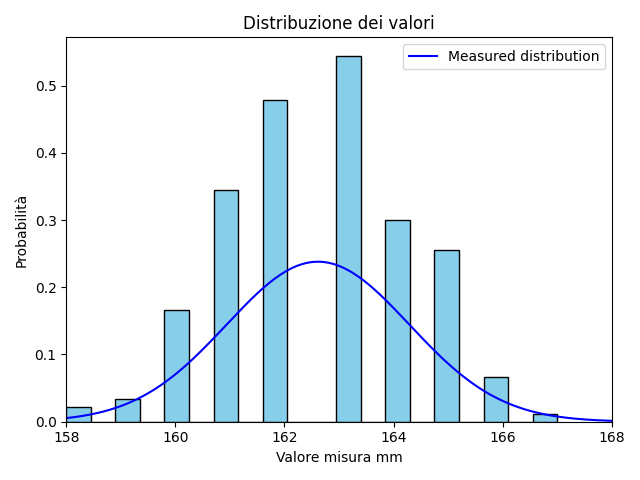 Distribuzione dei valori
Measured distribution
Probabilità
0.5
0.4
0.3
0.2
0.1
0.0
158 160 162 164 166 168
Valore misura mm